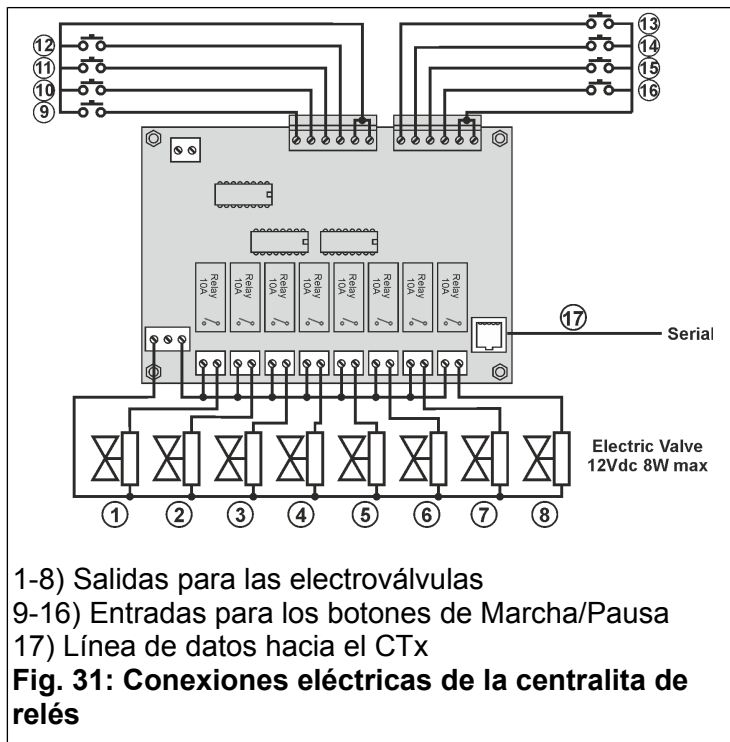 12
11
10
9
13
14
15
16
Relay 10A
Relay 10A
Relay 10A
Relay 10A
Relay 10A
Relay 10A
Relay 10A
Relay 10A
17
Serial
Electric Valve
12Vdc 8W max
1 2 3 4 5 6 7 8
1-8) Salidas para las electroválvulas
9-16) Entradas para los botones de Marcha/Pausa
17) Línea de datos hacia el CTx
Fig. 31: Conexiones eléctricas de la centralita de
relés